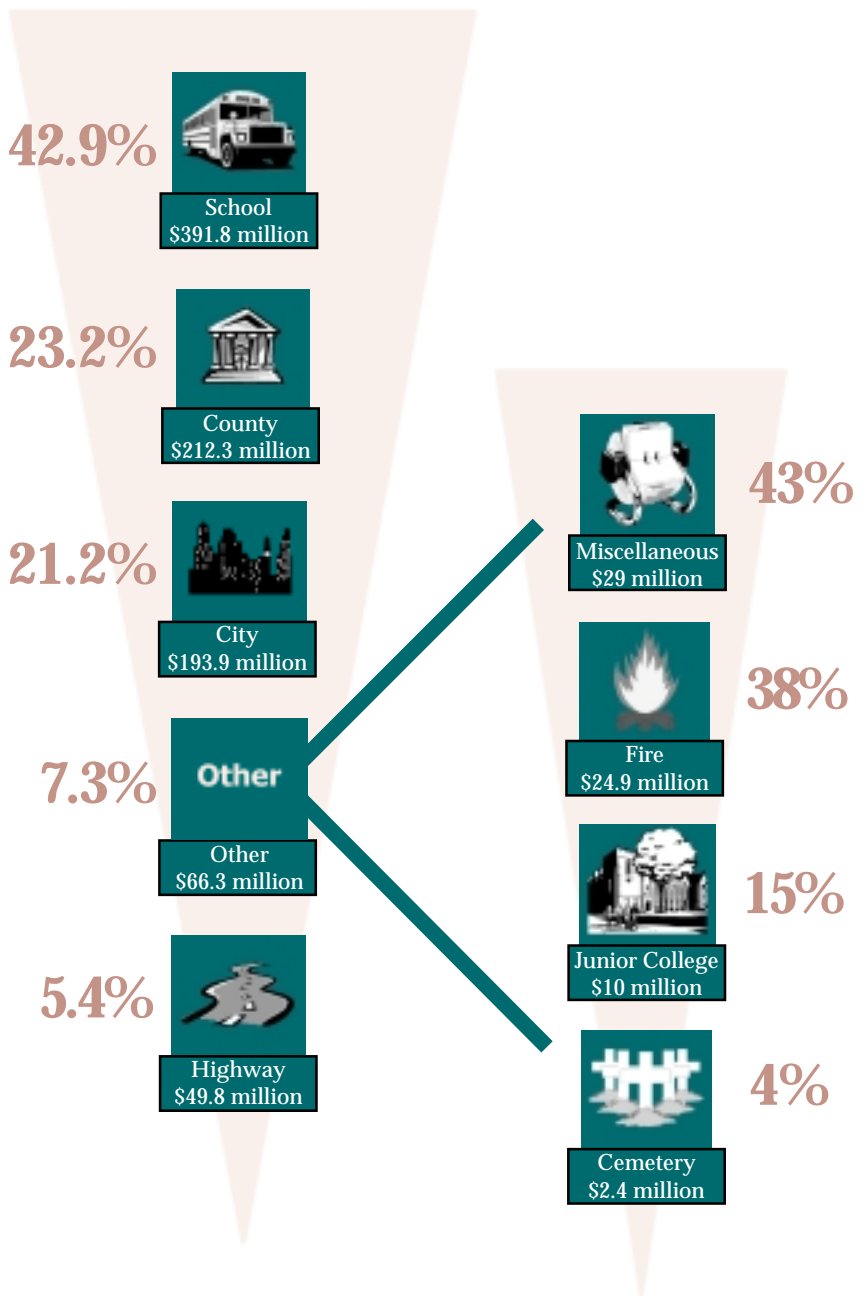 42.9%
School
$391.8 million
23.2%
County
$212.3 million
21.2%
City
$193.9 million
7.3%
Other
Other
$66.3 million
5.4%
Highway
$49.8 million
43%
Miscellaneous
$29 million
38%
Fire
$24.9 million
15%
Junior College
$10 million
4%
Cemetery
$2.4 million